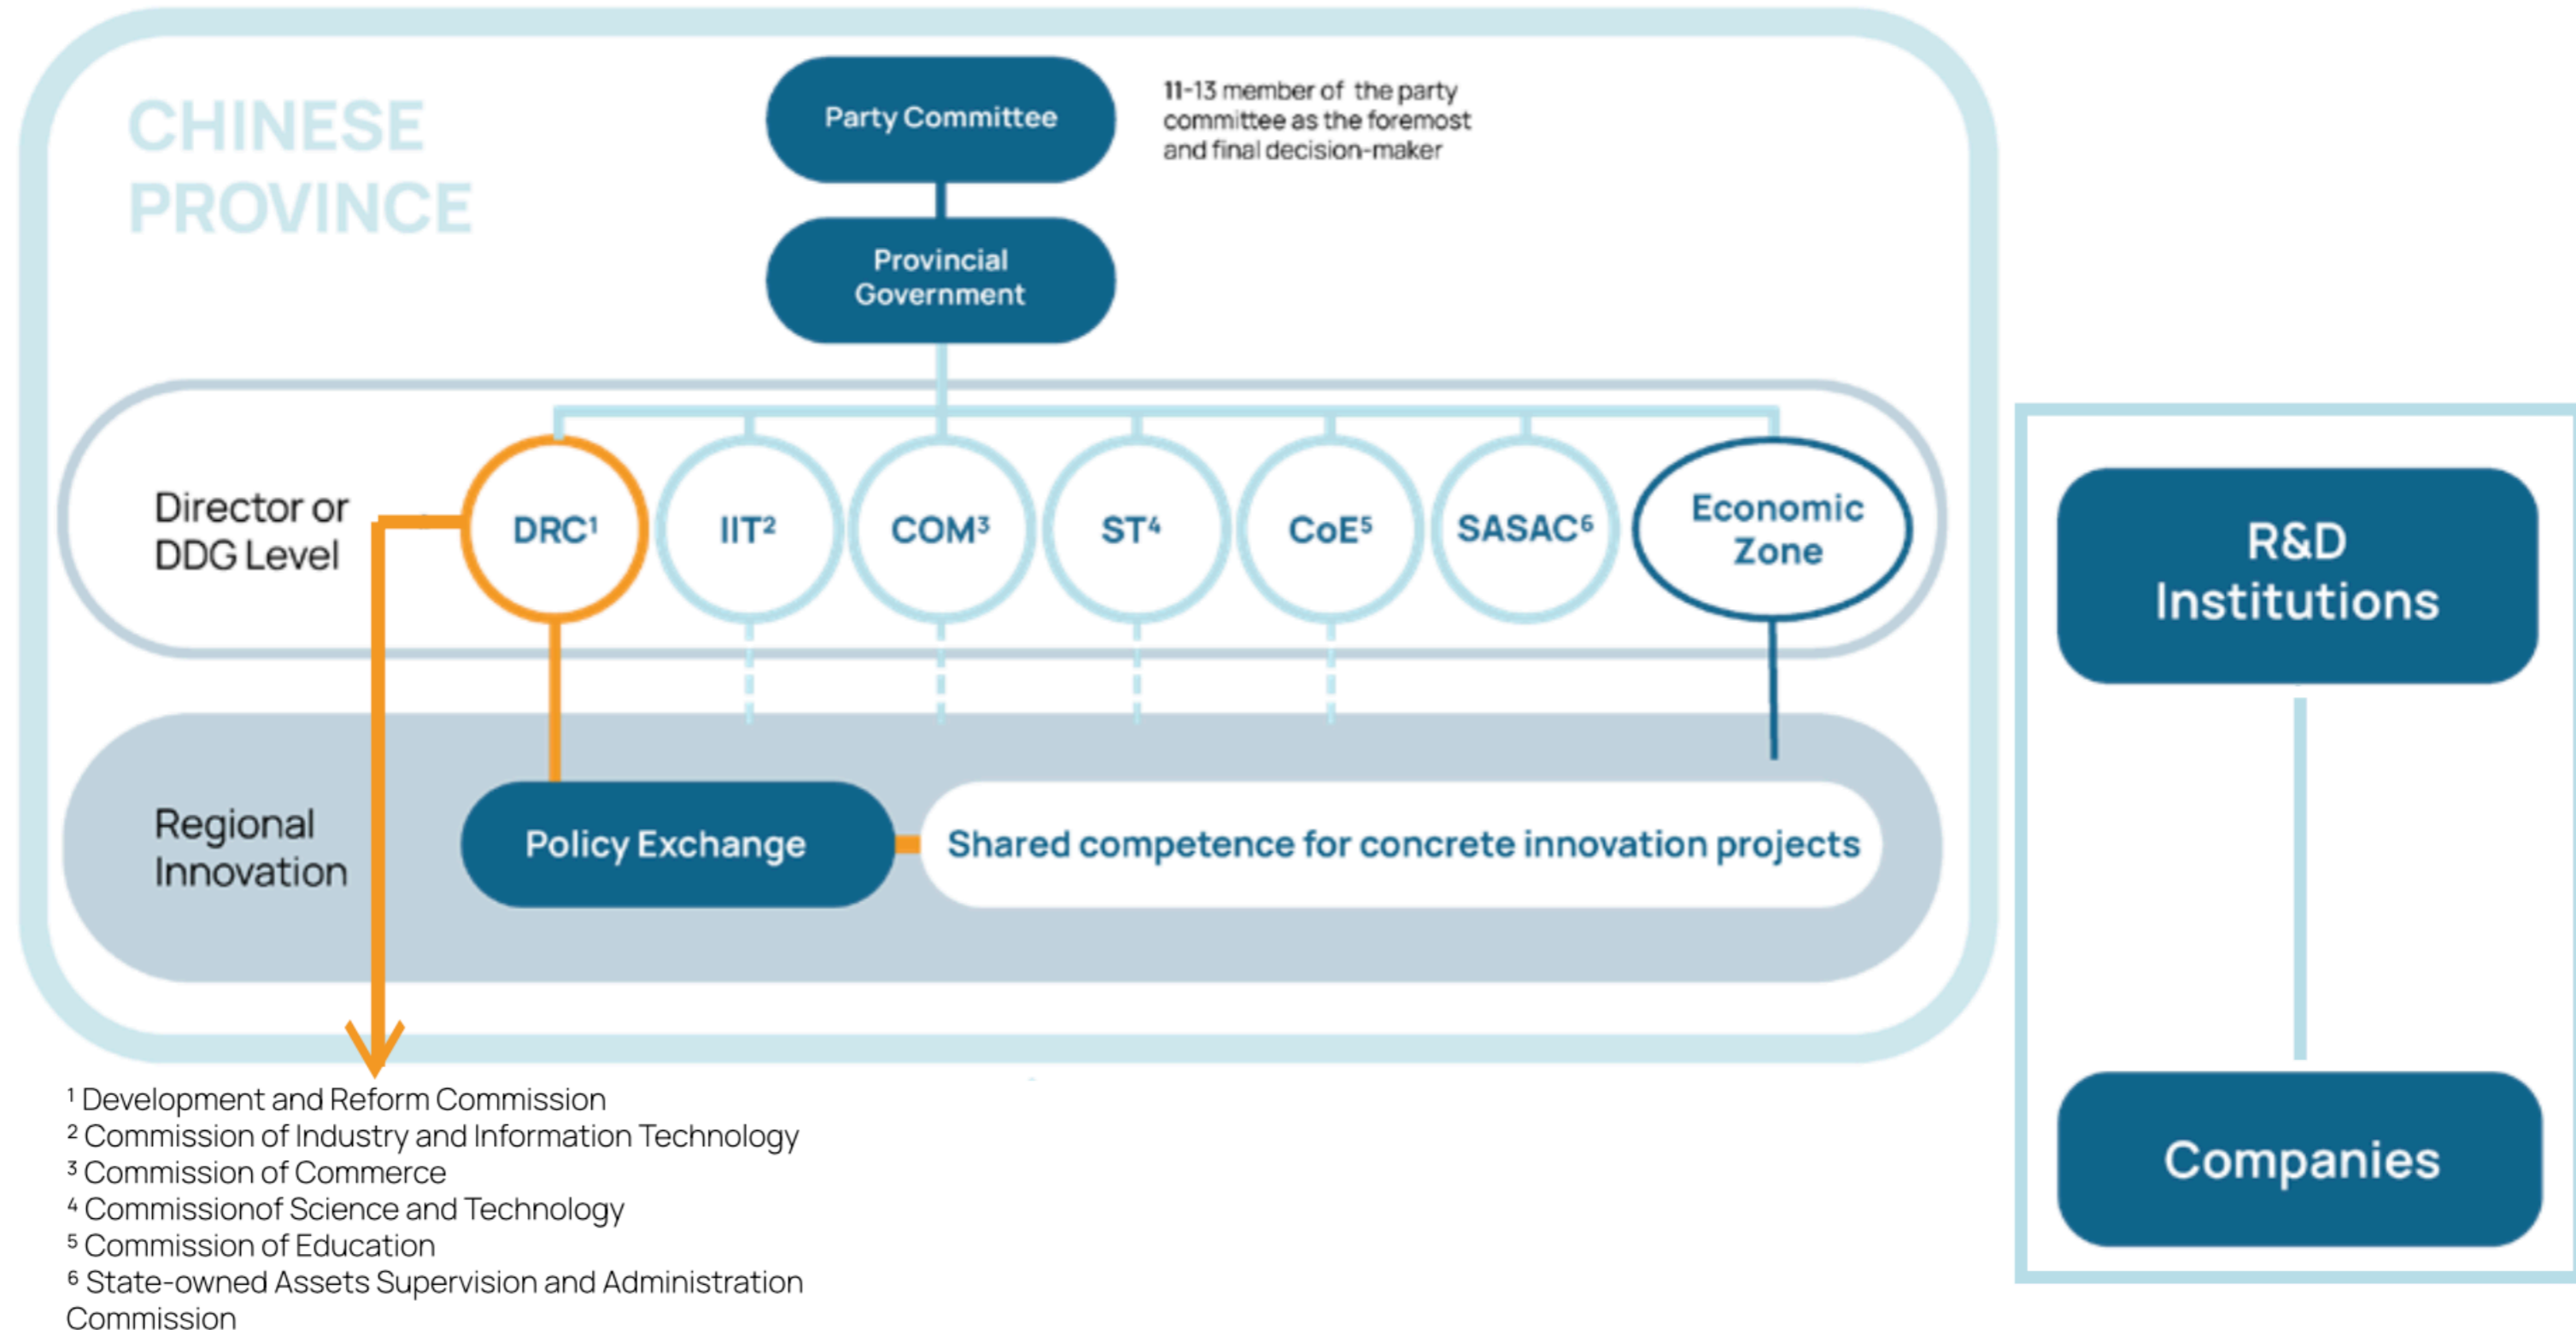 CHINESE
PROVINCE
Party Committee
11-13 member of the party
committee as the foremost
and final decision-maker
Provincial
Government
Director or
DDG Level
DRC¹
IIT²
COM³
ST⁴
CoE⁵
SASAC⁶
Economic
Zone
R&D
Institutions
Regional
Innovation
Policy Exchange
Shared competence for concrete innovation projects
Companies
¹ Development and Reform Commission
² Commission of Industry and Information Technology
³ Commission of Commerce
⁴ Commissionof Science and Technology
⁵ Commission of Education
⁶ State-owned Assets Supervision and Administration
Commission